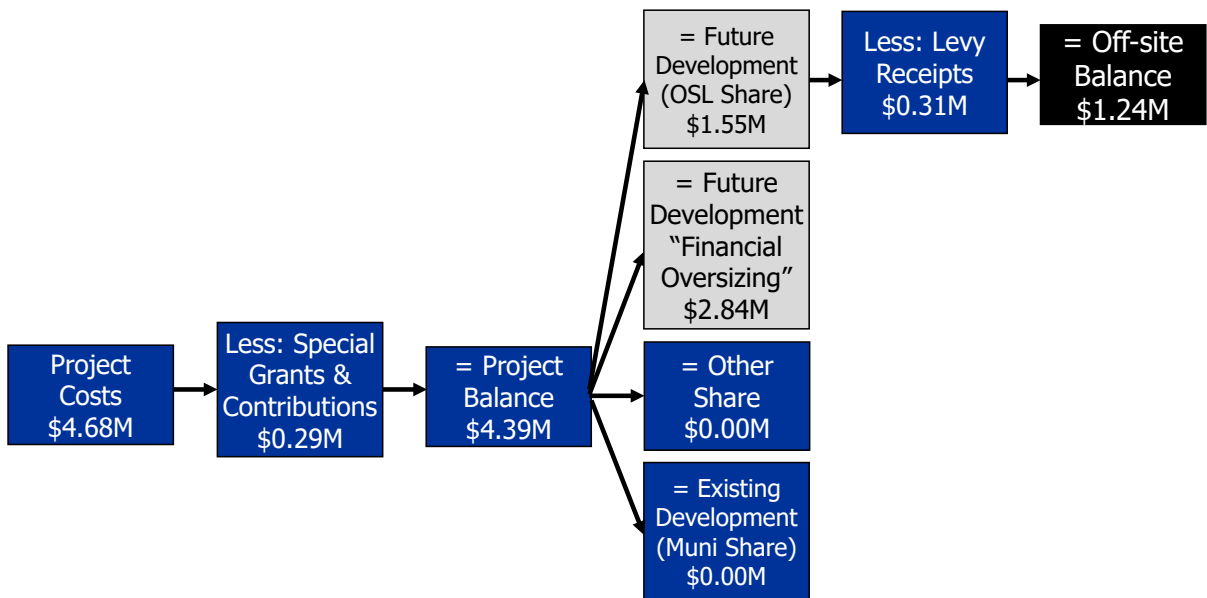 Project
Costs
$4.68M
Less: Special
Grants &
Contributions
$0.29M
= Project
Balance
$4.39M
= Future
Development
(OSL Share)
$1.55M
Less: Levy
Receipts
$0.31M
= Off-site
Balance
$1.24M
= Future
Development
“Financial
Oversizing”
$2.84M
= Other
Share
$0.00M
= Existing
Development
(Muni Share)
$0.00M